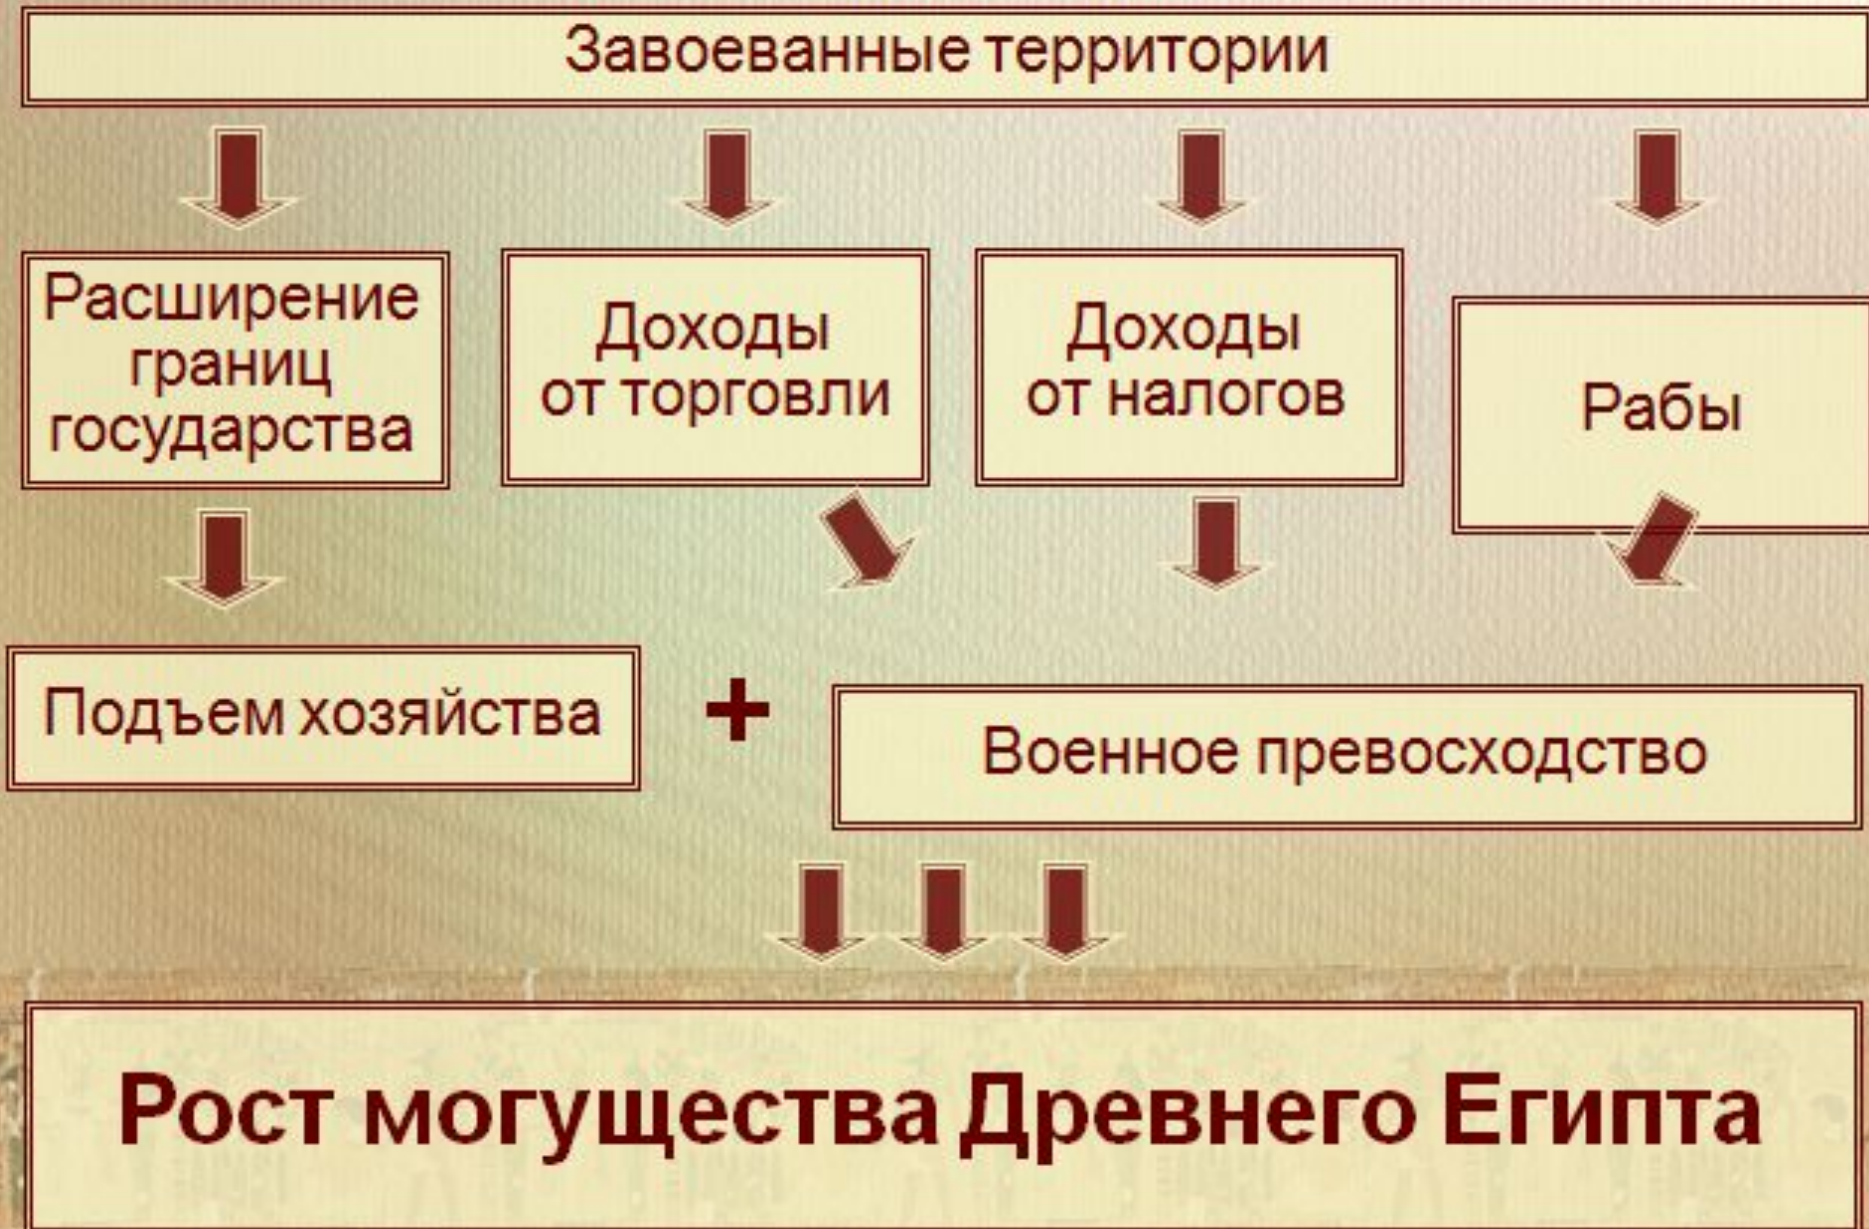 Завоеванные территории
Расширение
границ
государства
Доходы
от торговли
Доходы
от налогов
Рабы
Подъем хозяйства
+
Военное превосходство
Рост могущества Древнего Египта